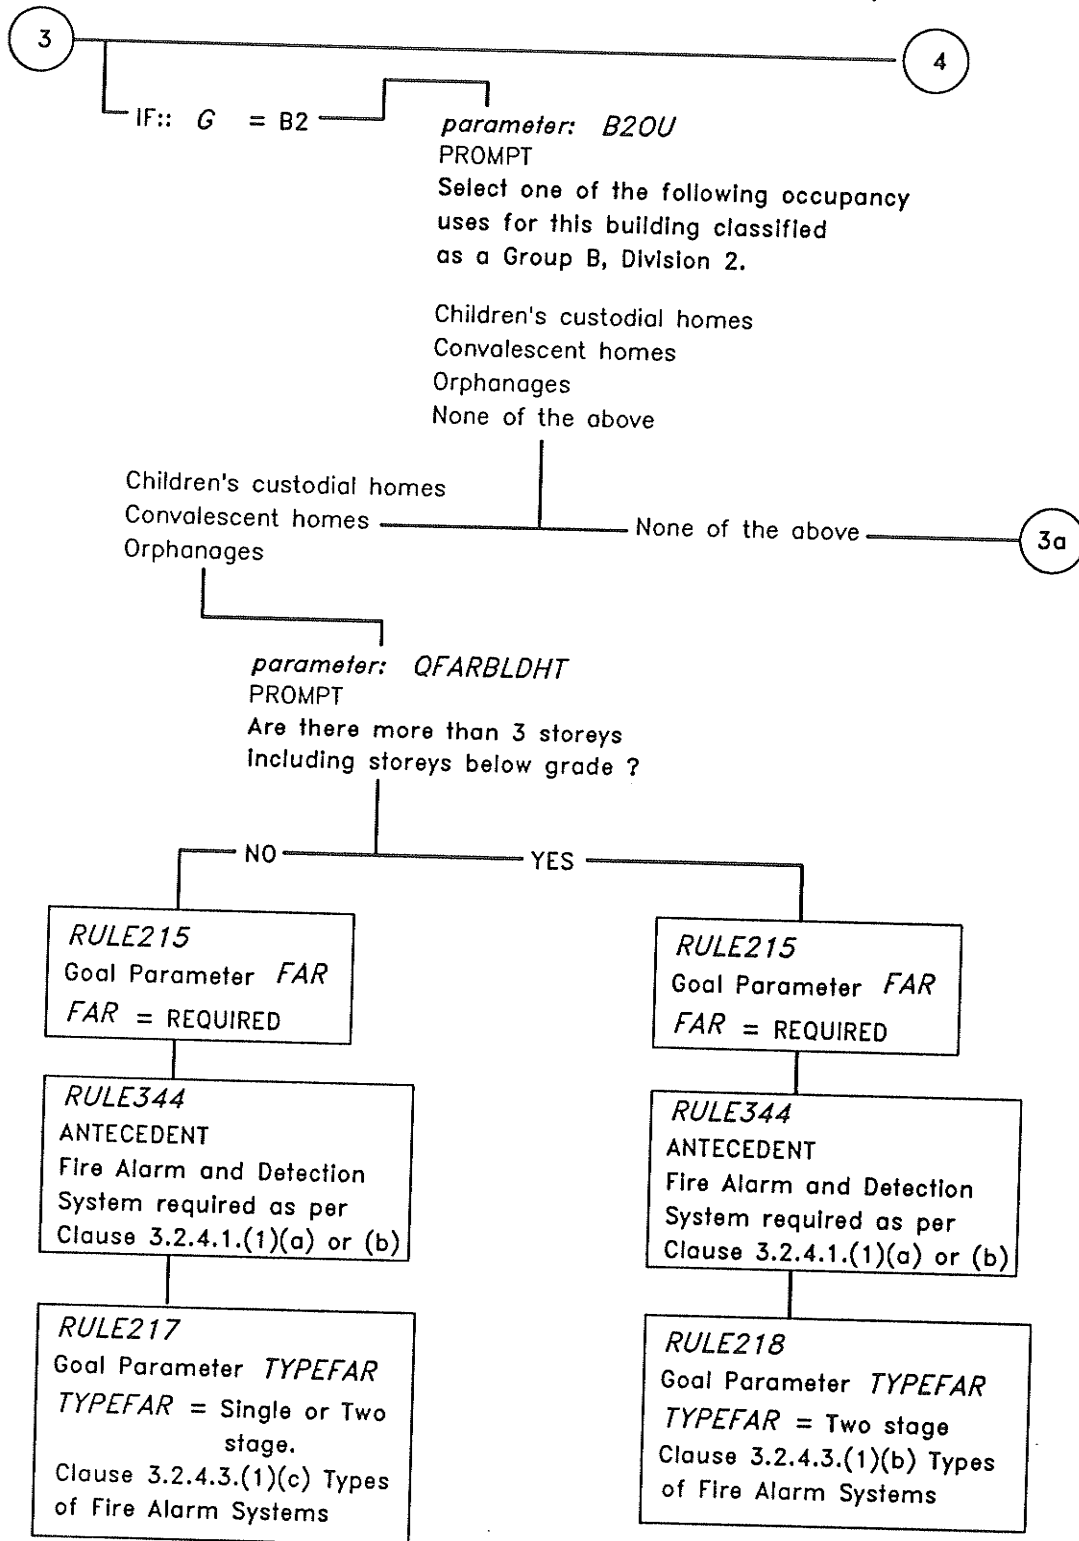 3
4
IF:: G = B2
parameter: B2OU
PROMPT
Select one of the following occupancy
uses for this building classified
as a Group B, Division 2.
Children's custodial homes
Convalescent homes
Orphanages
None of the above
Children's custodial homes
Convalescent homes
Orphanages
None of the above
3a
parameter: QFARBLDHT
PROMPT
Are there more than 3 storeys
including storeys below grade ?
NO
YES
RULE215
Goal Parameter FAR
FAR = REQUIRED
RULE344
ANTECEDENT
Fire Alarm and Detection
System required as per
Clause 3.2.4.1.(1)(a) or (b)
RULE217
Goal Parameter TYPEFAR
TYPEFAR = Single or Two
stage.
Clause 3.2.4.3.(1)(c) Types
of Fire Alarm Systems
RULE215
Goal Parameter FAR
FAR = REQUIRED
RULE344
ANTECEDENT
Fire Alarm and Detection
System required as per
Clause 3.2.4.1.(1)(a) or (b)
RULE218
Goal Parameter TYPEFAR
TYPEFAR = Two stage
Clause 3.2.4.3.(1)(b) Types
of Fire Alarm Systems